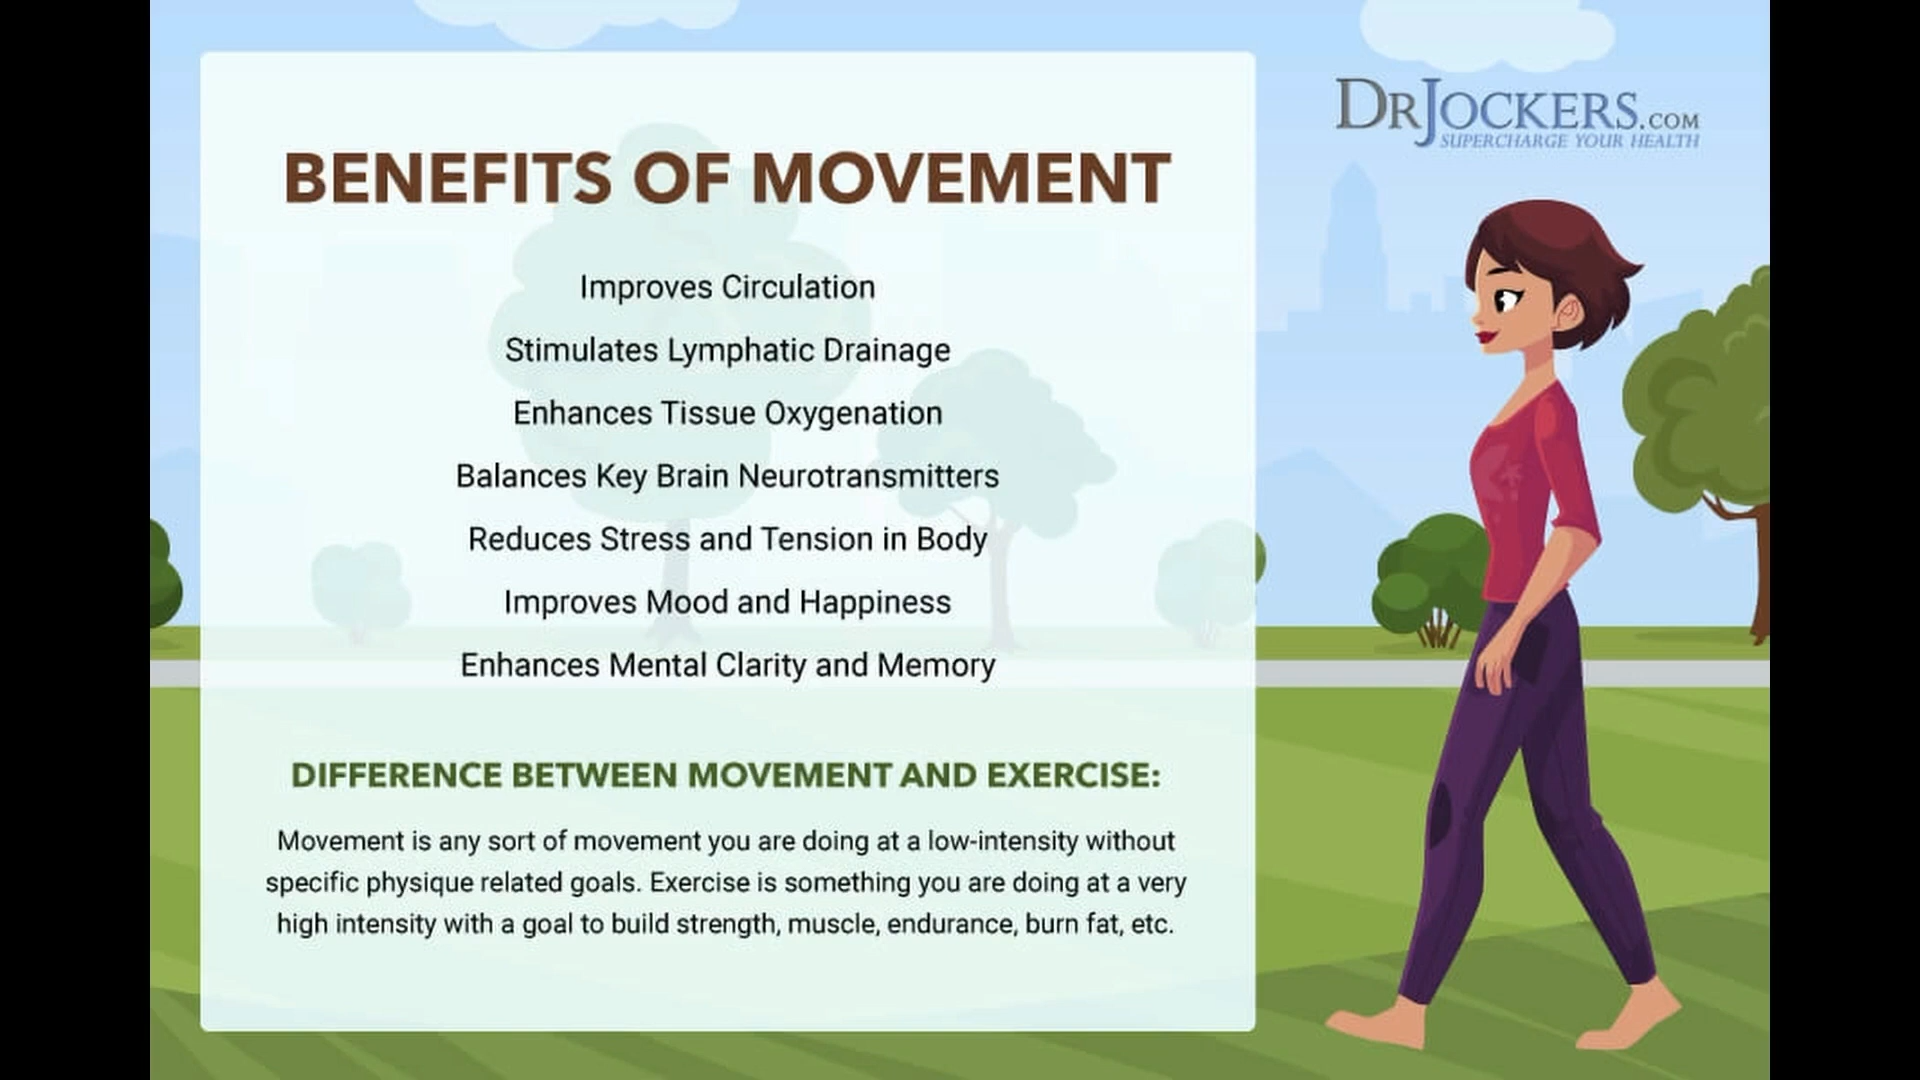 DRJOCKERS.COM
SUPERCHARGE YOUR HEALTH
BENEFITS OF MOVEMENT
Improves Circulation
Stimulates Lymphatic Drainage
Enhances Tissue Oxygenation
Balances Key Brain Neurotransmitters
Reduces Stress and Tension in Body
Improves Mood and Happiness
Enhances Mental Clarity and Memory
DIFFERENCE BETWEEN MOVEMENT AND EXERCISE:
Movement is any sort of movement you are doing at a low-intensity without
specific physique related goals. Exercise is something you are doing at a very
high intensity with a goal to build strength, muscle, endurance, burn fat, etc.